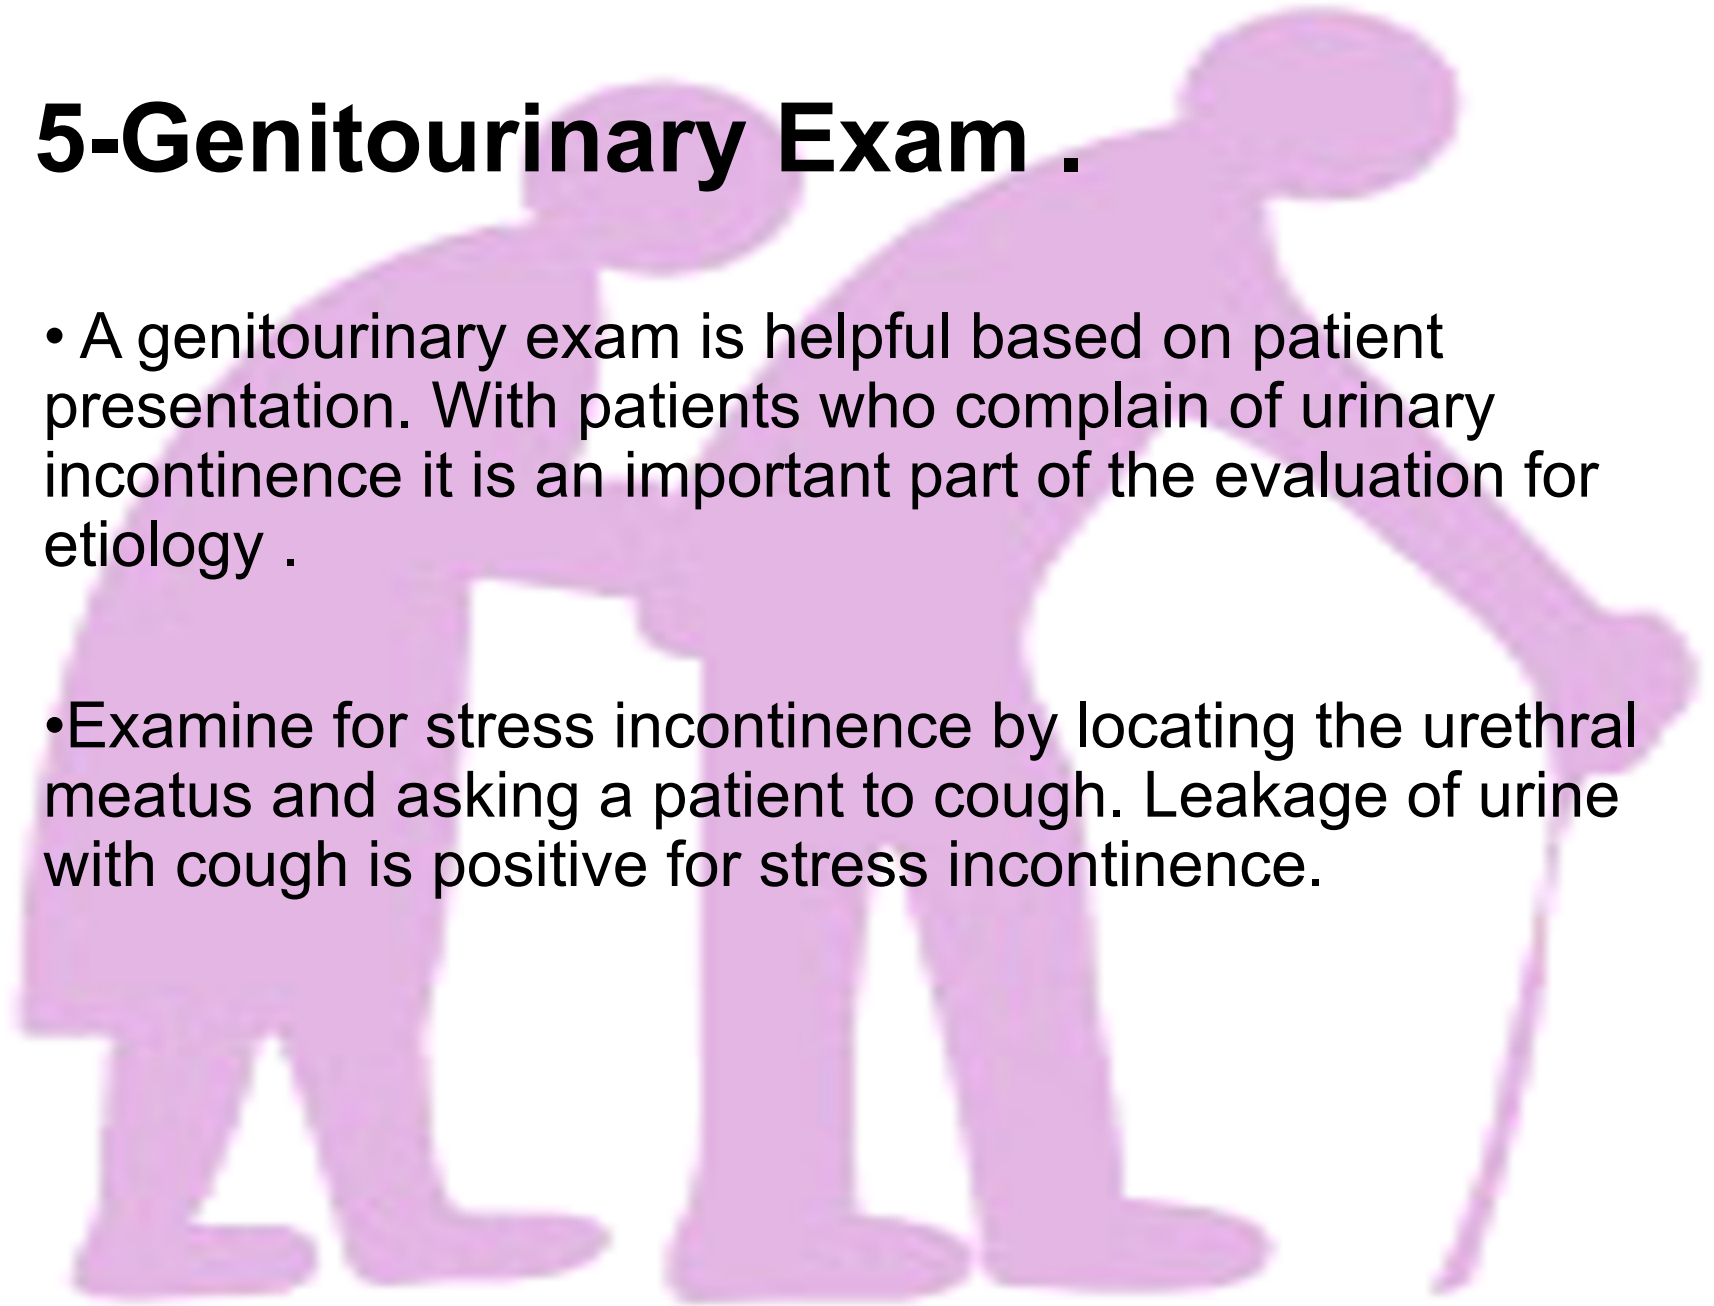 5-Genitourinary Exam .
• A genitourinary exam is helpful based on patient
presentation. With patients who complain of urinary
incontinence it is an important part of the evaluation for
etiology .
•Examine for stress incontinence by locating the urethral
meatus and asking a patient to cough. Leakage of urine
with cough is positive for stress incontinence.